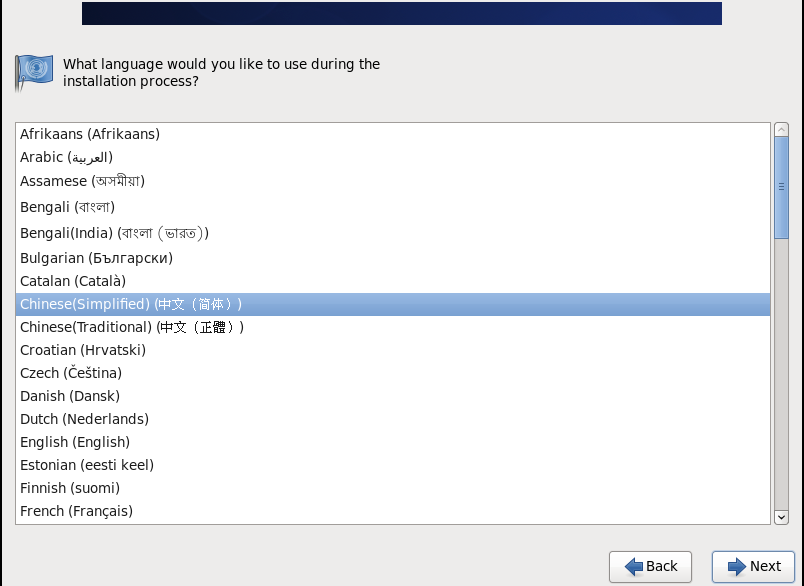 What language would you like to use during the
installation process?
Afrikaans (Afrikaans)
Arabic (العربية)
Assamese (অসমীয়া)
Bengali (বাংলা)
Bengali(India) (বাংলা (ভারত))
Bulgarian (Български)
Catalan (Català)
Chinese(Simplified) (中文（简体）)
Chinese(Traditional) (中文（正體）)
Croatian (Hrvatski)
Czech (Čeština)
Danish (Dansk)
Dutch (Nederlands)
English (English)
Estonian (eesti keel)
Finnish (suomi)
French (Français)
Back
Next